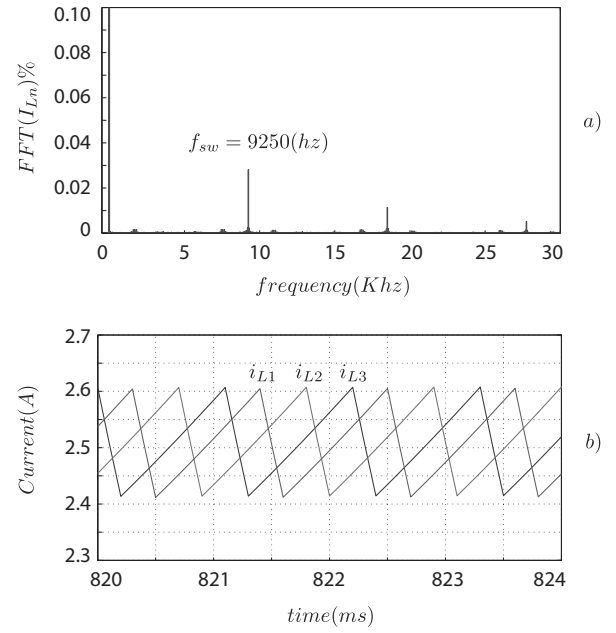 0.10
0.08
0.06
0.04
0.02
0
FFT(I_{Ln})%
f_{sw} = 9250(hz)
a)
0 5 10 15 20 25 30
frequency(Khz)
2.7
2.6
2.5
2.4
2.3
Current(A)
i_{L1} i_{L2} i_{L3}
b)
820 821 822 823 824
time(ms)